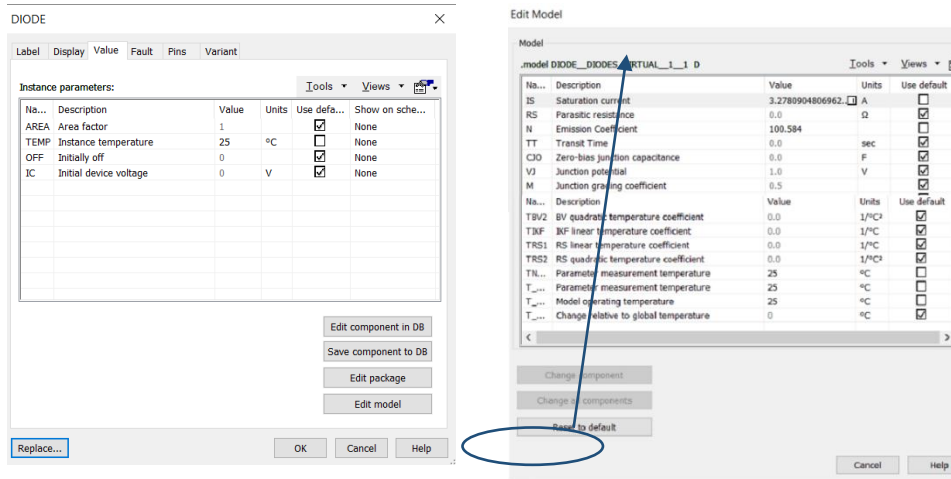 DIODE
Label Display Value Fault Pins Variant
Instance parameters: Tools Views
Na... Description Value Units Use defa... Show on sche...
AREA Area factor 1 None
TEMP Instance temperature 25 ºC None
OFF Initially off 0 None
IC Initial device voltage 0 V None
Edit component in DB
Save component to DB
Edit package
Edit model
Replace... OK Cancel Help
Edit Model
Model
.model DIODE__DIODES_VIRTUAL__1__1 D Tools Views
Na... Description Value Units Use default
IS Saturation current 3.2780904806962... A
RS Parasitic resistance 0.0 Ω
N Emission Coefficient 100.584
TT Transit Time 0.0 sec
CJO Zero-bias junction capacitance 0.0 F
VJ Junction potential 1.0 V
M Junction grading coefficient 0.5
Na... Description Value Units Use default
TBV2 BV quadratic temperature coefficient 0.0 1/ºC²
TIKF IKF linear temperature coefficient 0.0 1/ºC
TRS1 RS linear temperature coefficient 0.0 1/ºC
TRS2 RS quadratic temperature coefficient 0.0 1/ºC²
TN... Parameter measurement temperature 25 ºC
T_... Parameter measurement temperature 25 ºC
T_... Model operating temperature 25 ºC
T_... Change relative to global temperature 0 ºC
Change component
Change all components
Reset to default
Cancel Help